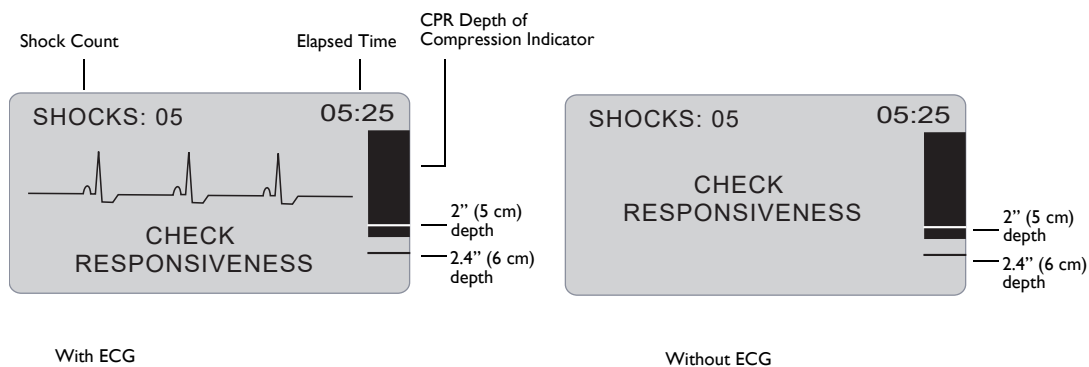 CPR Depth of
Compression Indicator
Shock Count
Elapsed Time
SHOCKS: 05
05:25
CHECK
RESPONSIVENESS
2” (5 cm)
depth
2.4” (6 cm)
depth
With ECG
SHOCKS: 05
05:25
CHECK
RESPONSIVENESS
2” (5 cm)
depth
2.4” (6 cm)
depth
Without ECG